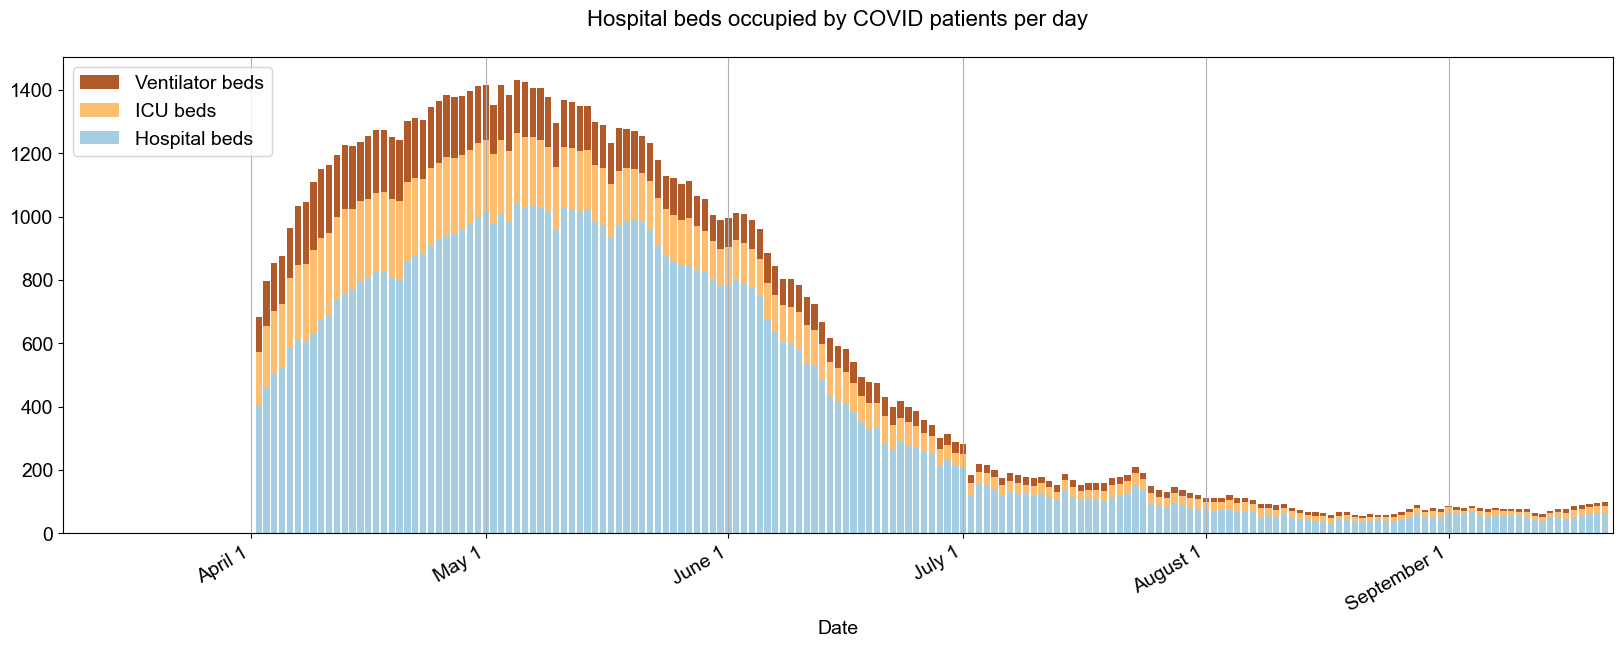 Hospital beds occupied by COVID patients per day
Ventilator beds
ICU beds
Hospital beds
1400
1200
1000
800
600
400
200
0
April 1
May 1
June 1
July 1
August 1
September 1
Date